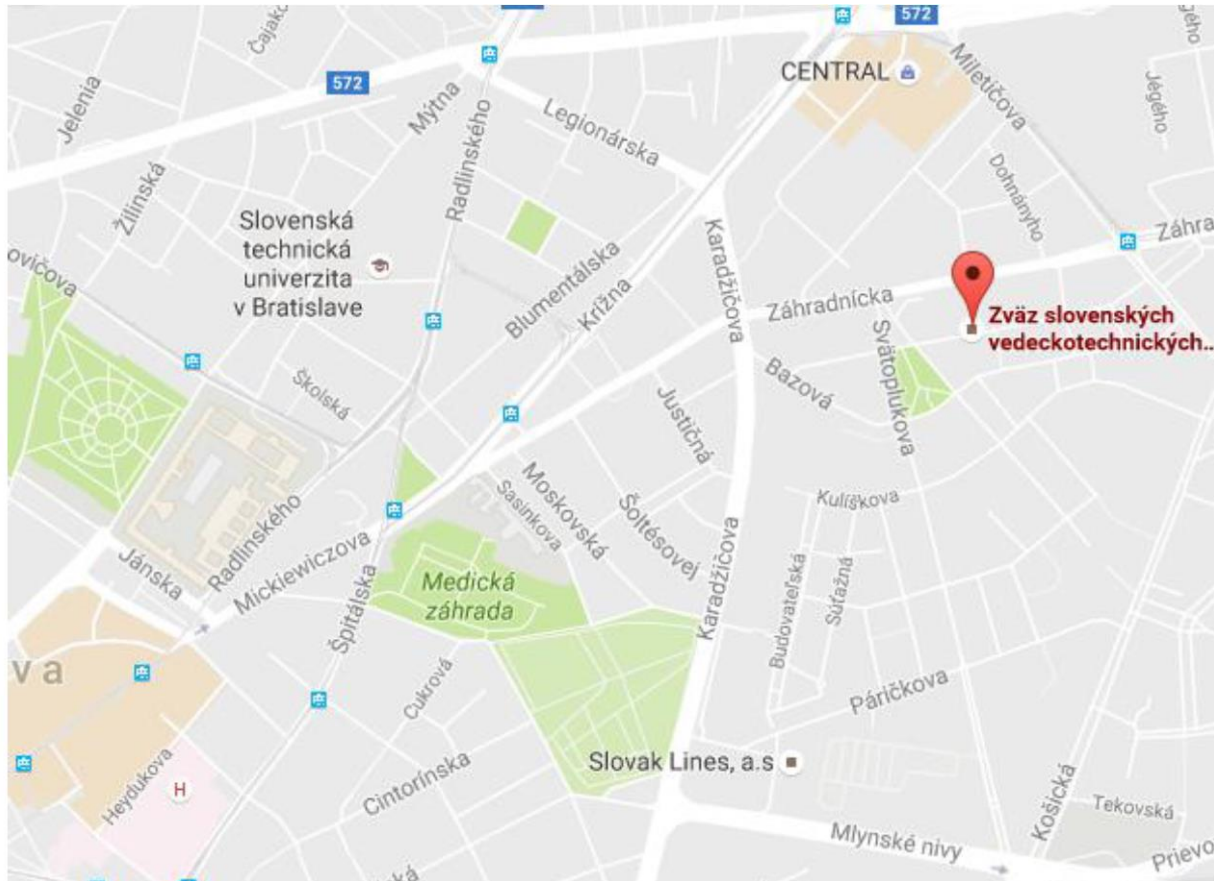 572
572
CENTRAL
Miletičova
Jégého
Jégého
Čajak
Jelenia
Mýtna
Legionárska
Radlinského
Žilinská
Dohnányho
Slovenská
technická
univerzita
v Bratislave
ovičova
Blumentálska
Krížna
Karadžičova
Záhradnícka
Záhra
Zväz slovenských
vedeckotechnických..
Svätoplukova
Bazová
Školská
Justičná
Moskovská
Sasinkova
Šoltésovej
Kulíškova
Radlinského
Mickiewiczova
Jánska
Špitálska
Medická
záhrada
Karadžičova
Budovateľská
Súťažná
va
Cukrová
Páričkova
Slovak Lines, a.s
Heydukova
H
Cintorínska
Košická
Tekovská
Mlynské nivy
Prievo